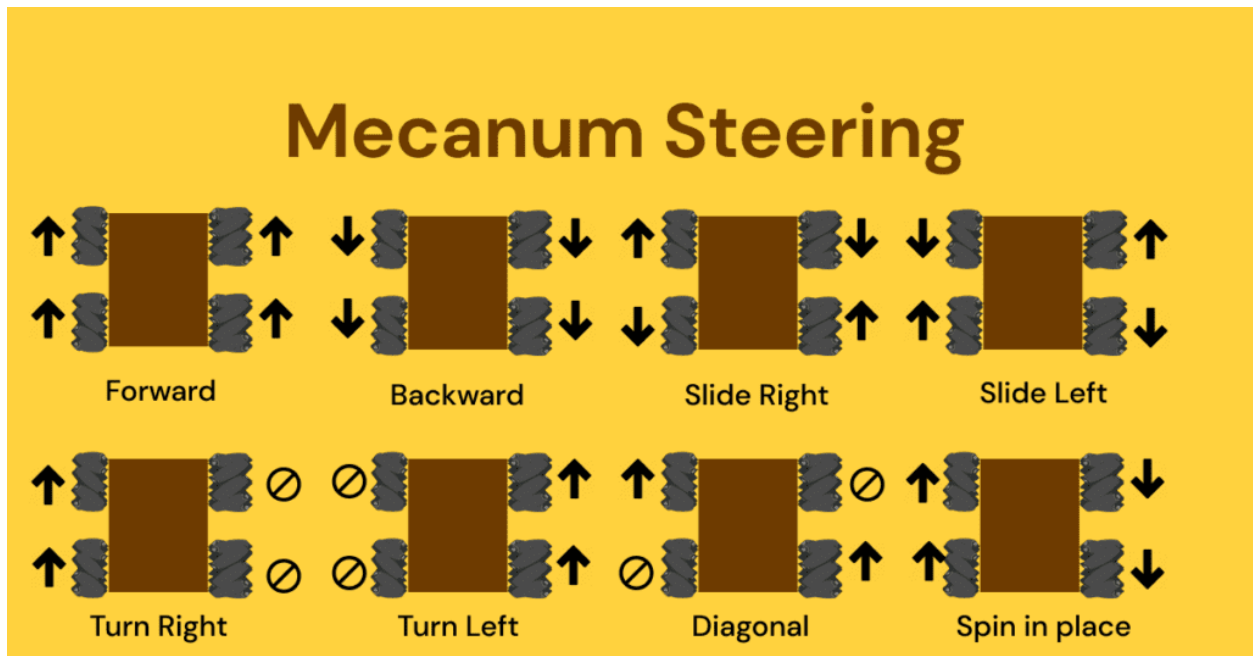 Mecanum Steering
Forward
Backward
Slide Right
Slide Left
Turn Right
Turn Left
Diagonal
Spin in place